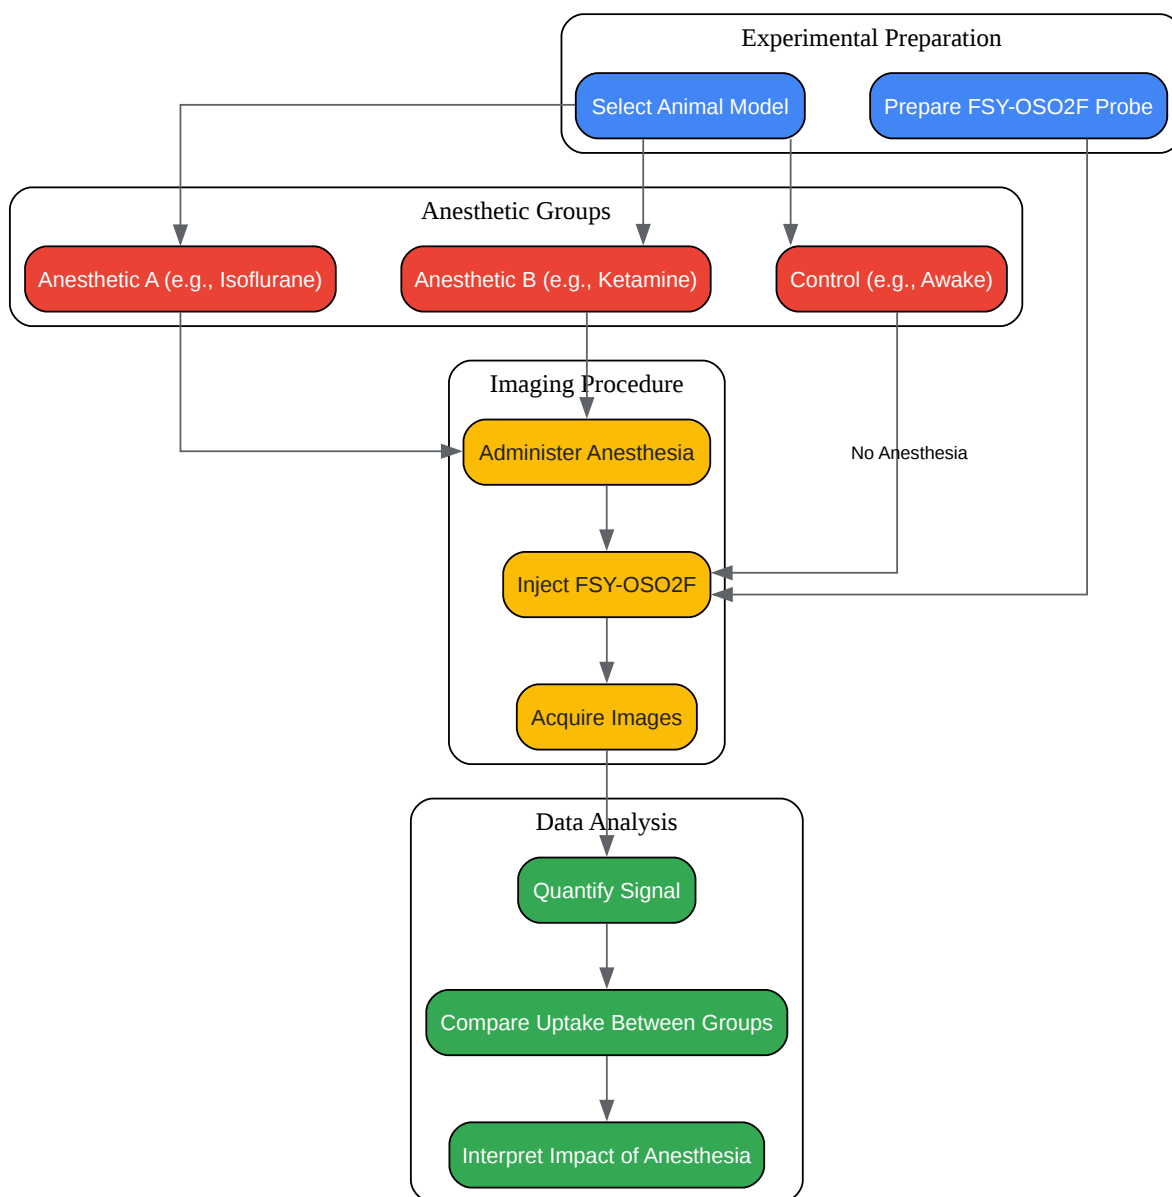 Experimental Preparation
Select Animal Model
Prepare FSY-OSO2F Probe
Anesthetic Groups
Anesthetic A (e.g., Isoflurane)
Anesthetic B (e.g., Ketamine)
Control (e.g., Awake)
Imaging Procedure
Administer Anesthesia
No Anesthesia
Inject FSY-OSO2F
Acquire Images
Data Analysis
Quantify Signal
Compare Uptake Between Groups
Interpret Impact of Anesthesia